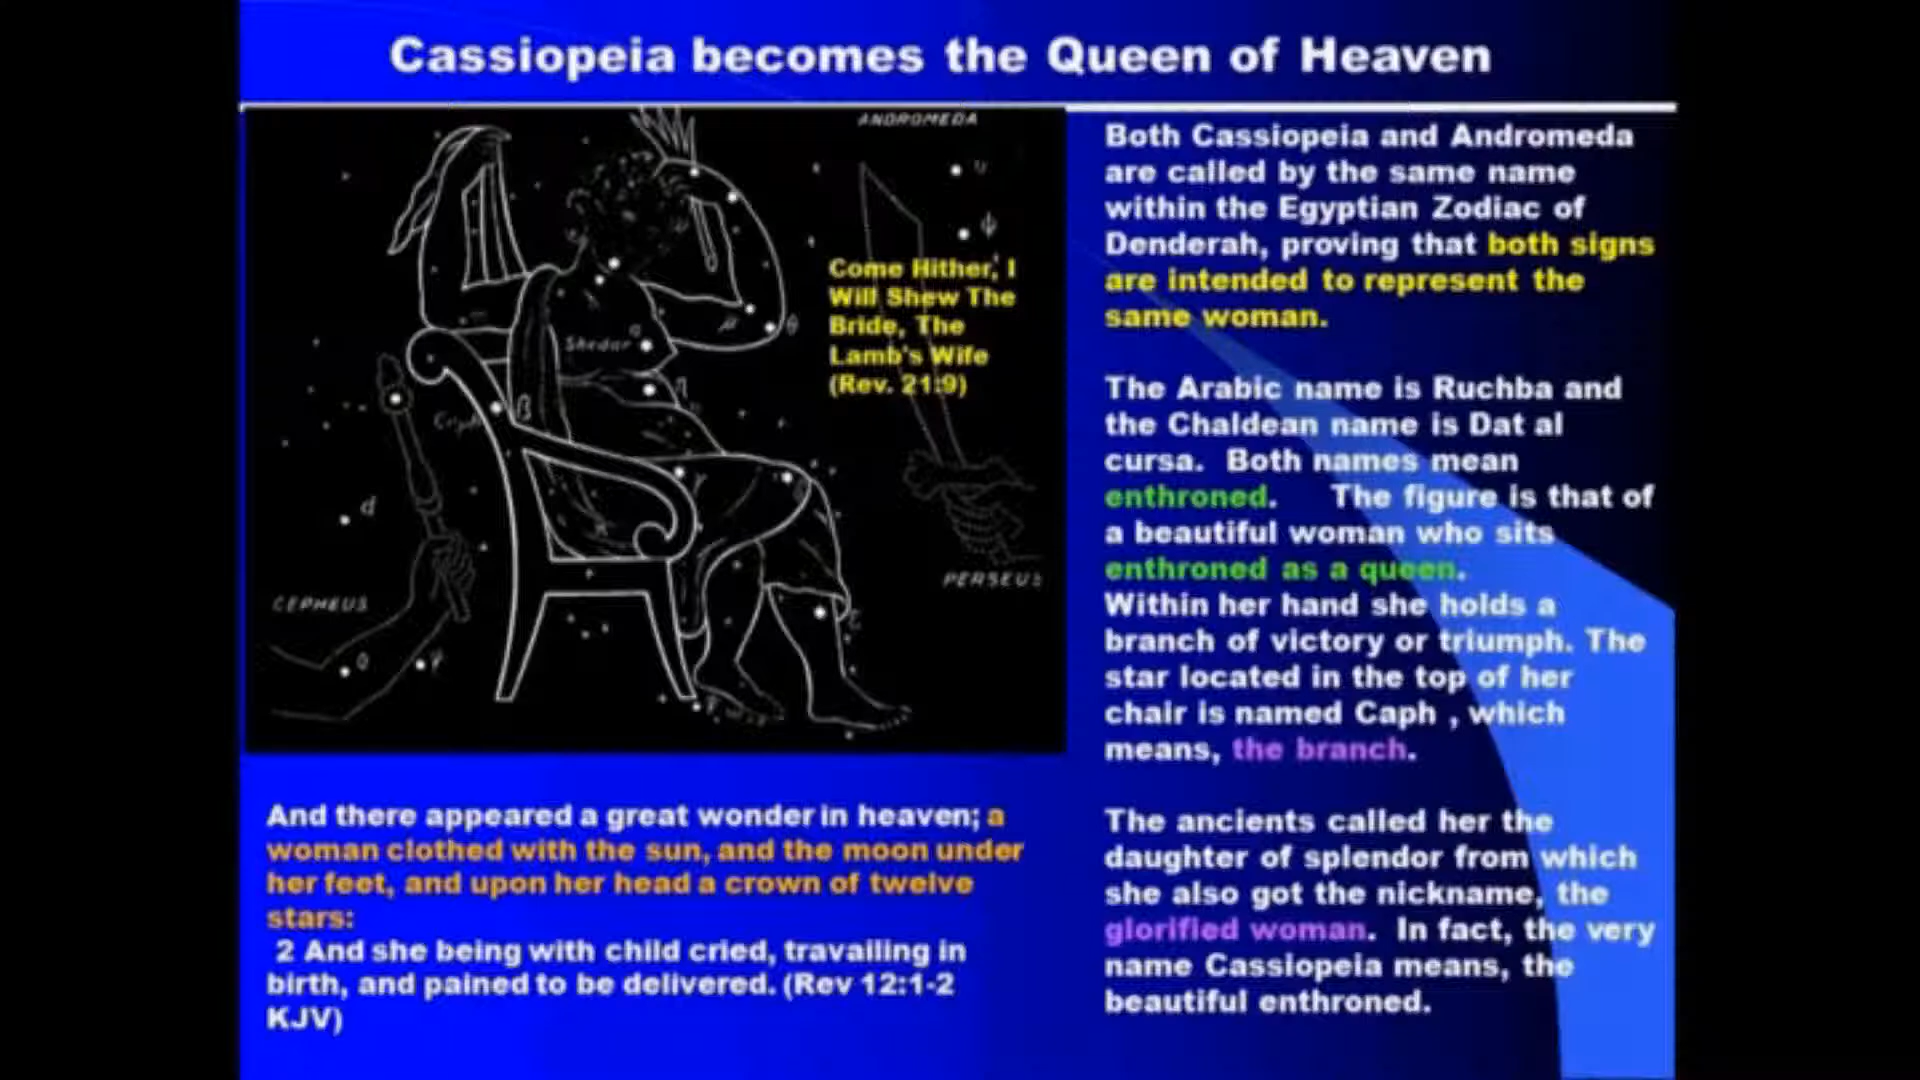 Cassiopeia becomes the Queen of Heaven
ANDROMEDA
Come Hither, I
Will Shew The
Bride, The
Lamb's Wife
(Rev. 21:9)
Shedar
Caph
CEPHEUS
PERSEUS
Both Cassiopeia and Andromeda
are called by the same name
within the Egyptian Zodiac of
Denderah, proving that both signs
are intended to represent the
same woman.
The Arabic name is Ruchba and
the Chaldean name is Dat al
cursa. Both names mean
enthroned. The figure is that of
a beautiful woman who sits
enthroned as a queen.
Within her hand she holds a
branch of victory or triumph. The
star located in the top of her
chair is named Caph , which
means, the branch.
The ancients called her the
daughter of splendor from which
she also got the nickname, the
glorified woman. In fact, the very
name Cassiopeia means, the
beautiful enthroned.
And there appeared a great wonder in heaven; a
woman clothed with the sun, and the moon under
her feet, and upon her head a crown of twelve
stars:
2 And she being with child cried, travailing in
birth, and pained to be delivered. (Rev 12:1-2
KJV)